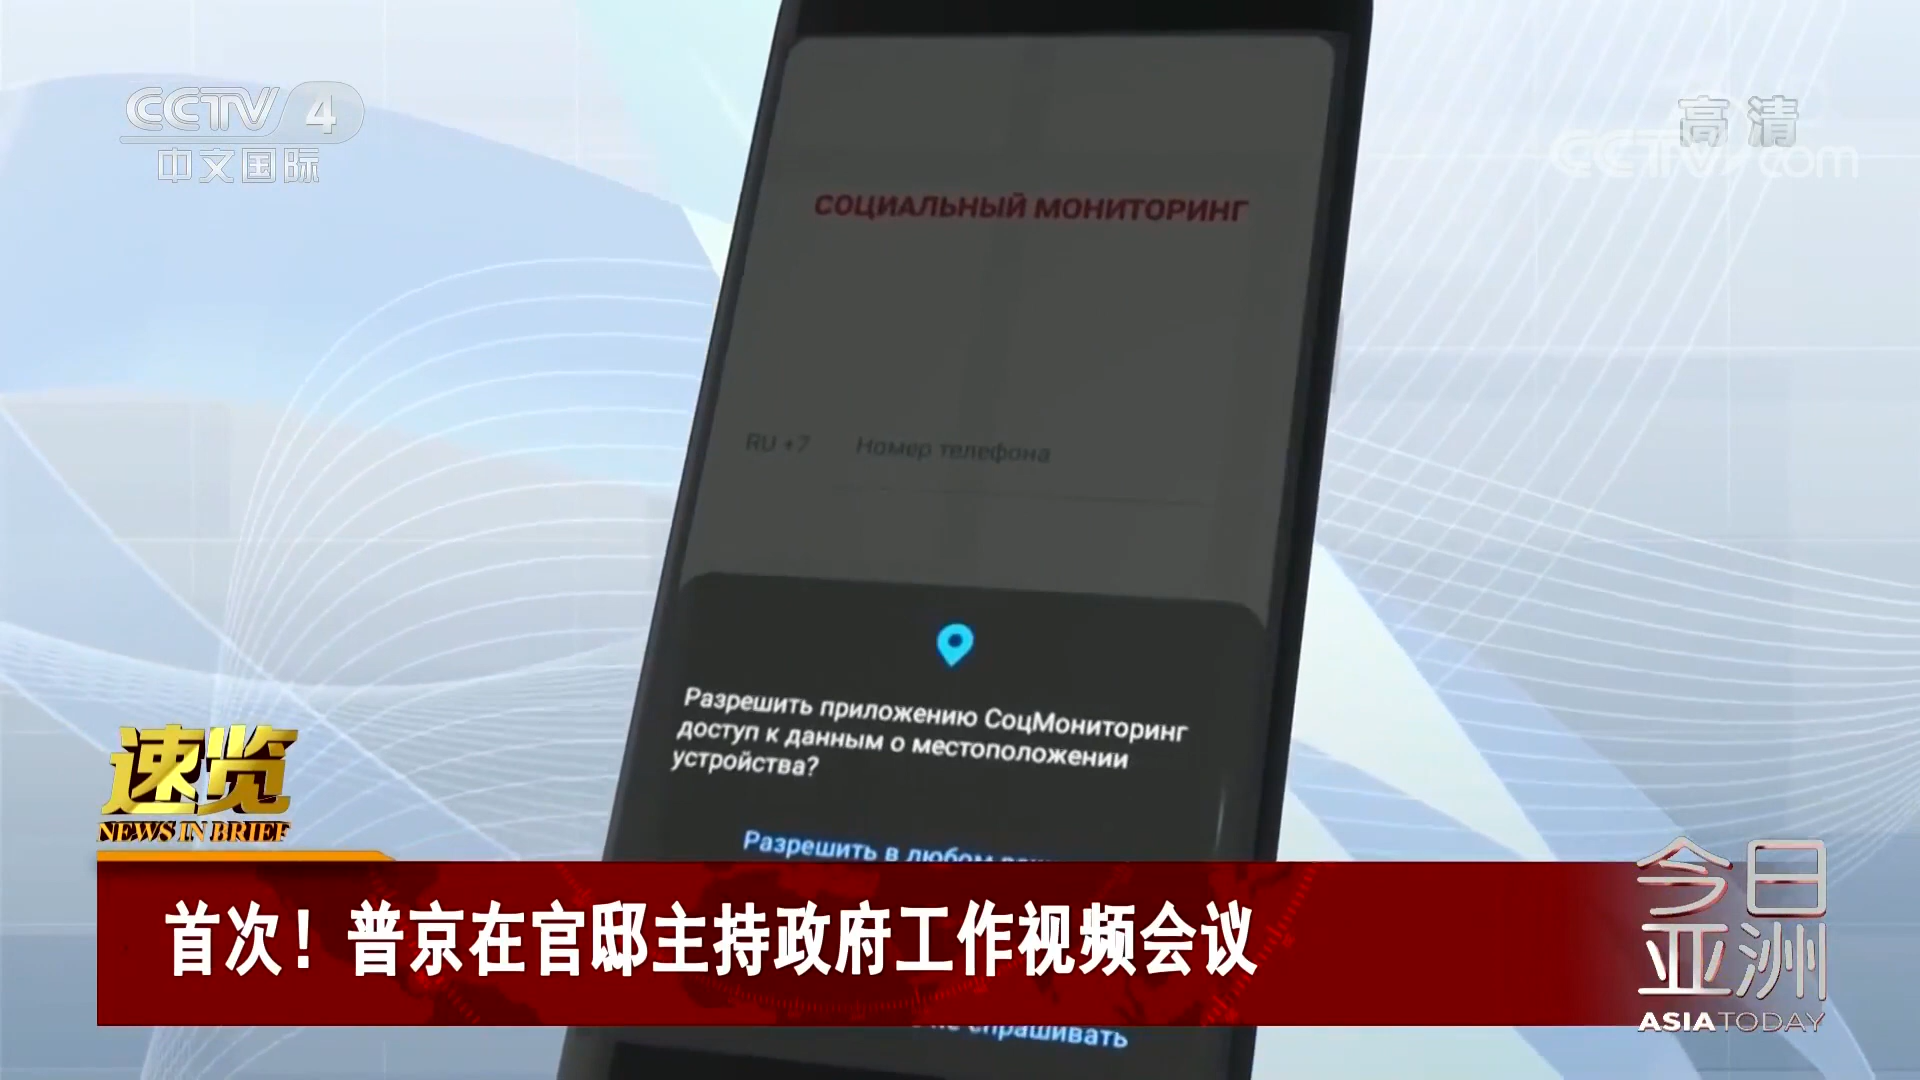 CCTV 4
中文国际
高清
CCTV com
СОЦИАЛЬНЫЙ МОНИТОРИНГ
RU +7 Номер телефона
Разрешить приложению СоцМониторинг
доступ к данным о местоположении
устройства?
Разрешить в любом
спрашивать
速览
NEWS IN BRIEF
首次！普京在官邸主持政府工作视频会议
今日
亚洲
ASIA TODAY